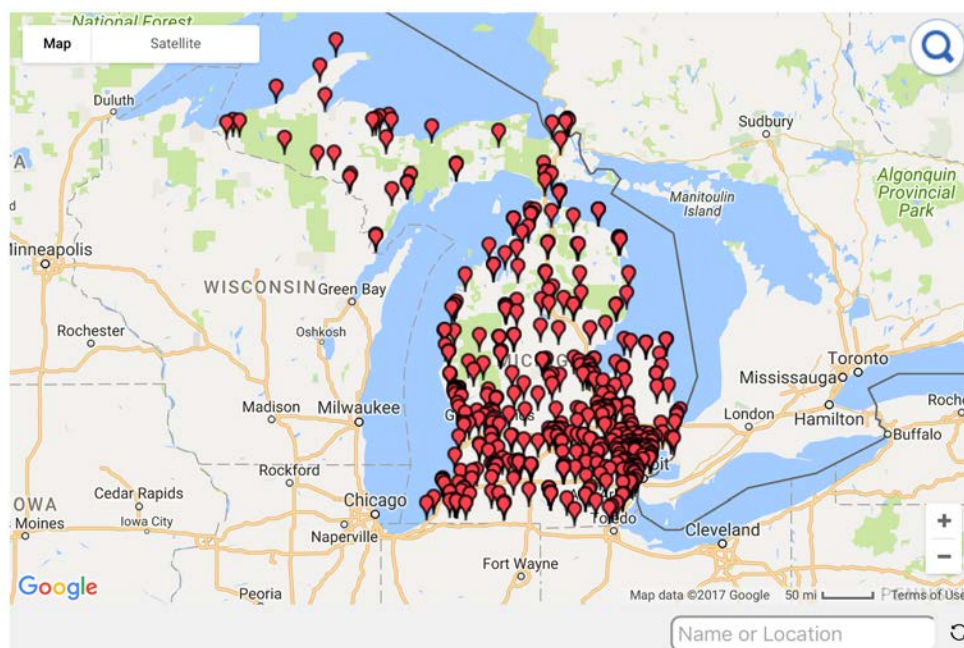 National Forest
Map
Satellite
Duluth
Sudbury
Manitoulin
Island
Algonquin
Provincial
Park
Minneapolis
WISCONSIN
Green Bay
Oshkosh
Rochester
Toronto
Mississauga
Hamilton
London
Buffalo
Madison
Milwaukee
Rockford
Cedar Rapids
Iowa City
Chicago
Naperville
OWA
Moines
Toledo
Cleveland
Fort Wayne
Peoria
+
−
Google
Map data ©2017 Google
50 mi
Terms of Use
Name or Location